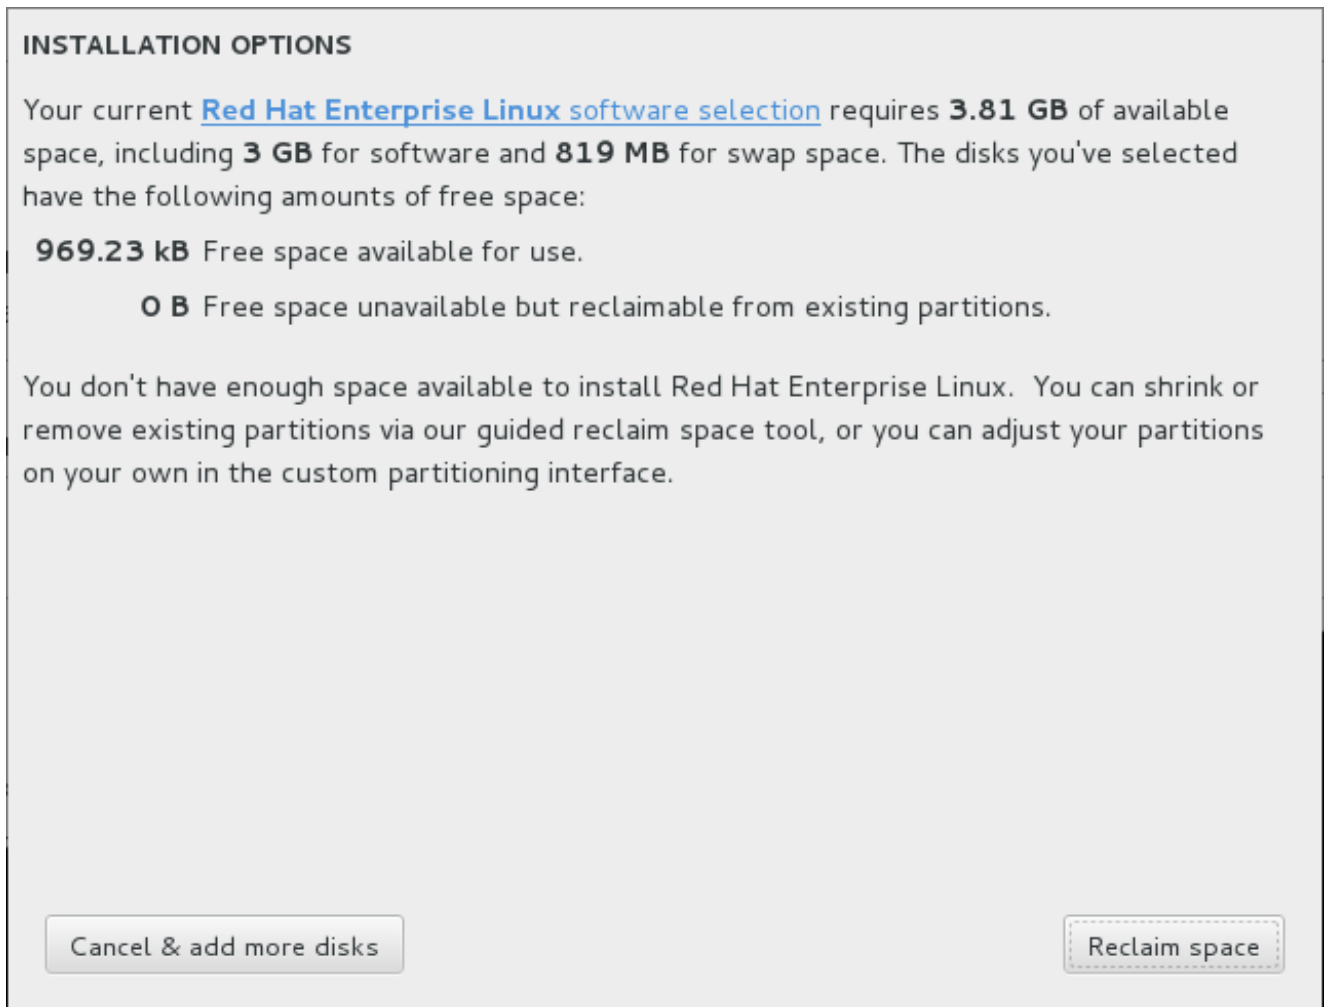 INSTALLATION OPTIONS
Your current Red Hat Enterprise Linux software selection requires 3.81 GB of available
space, including 3 GB for software and 819 MB for swap space. The disks you've selected
have the following amounts of free space:
969.23 kB Free space available for use.
0 B Free space unavailable but reclaimable from existing partitions.
You don't have enough space available to install Red Hat Enterprise Linux.  You can shrink or
remove existing partitions via our guided reclaim space tool, or you can adjust your partitions
on your own in the custom partitioning interface.
Cancel & add more disks
Reclaim space